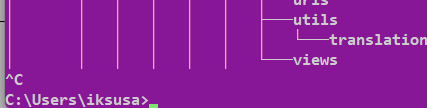 urls
utils
translation
views
^C
C:\Users\iksusa>